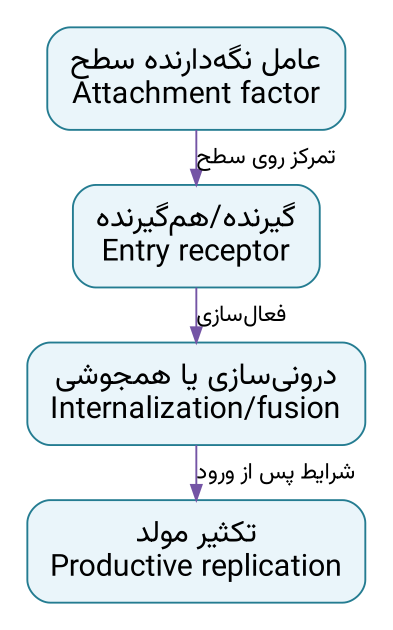 عامل نگه‌دارنده سطح
Attachment factor
تمرکز روی سطح
گیرنده/هم‌گیرنده
Entry receptor
فعال‌سازی
درونی‌سازی یا همجوشی
Internalization/fusion
شرایط پس از ورود
تکثیر مولد
Productive replication